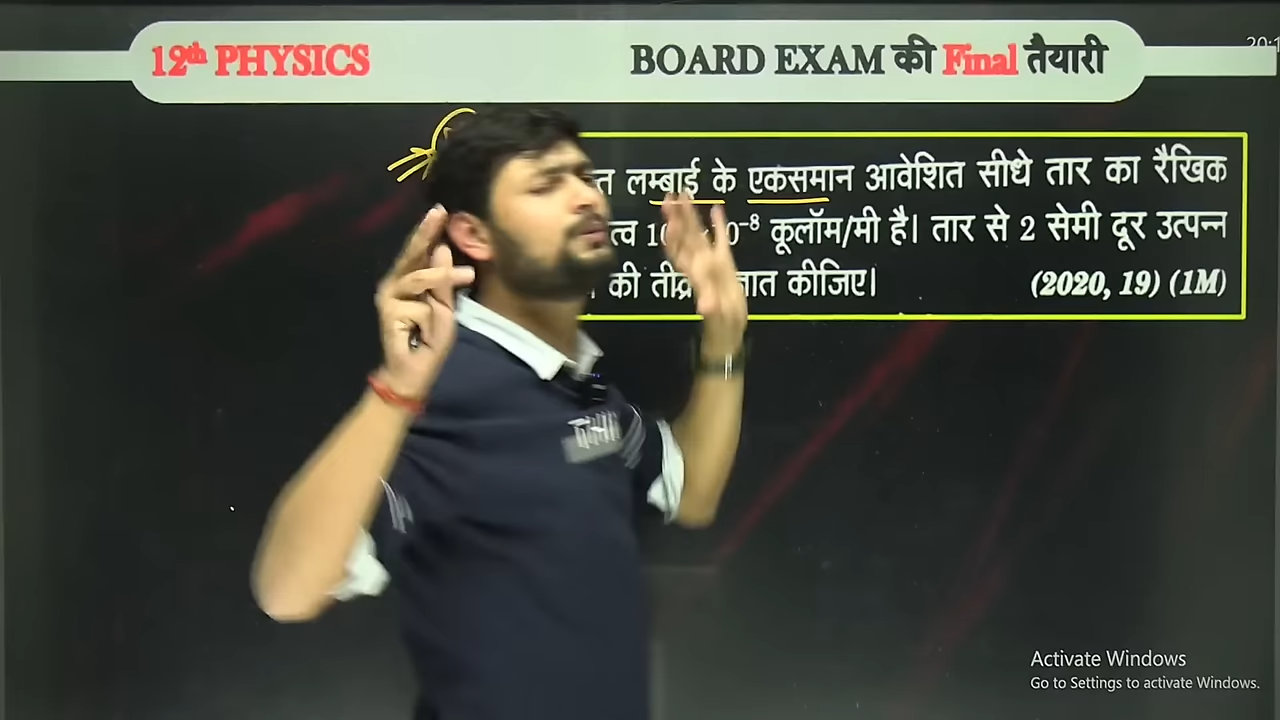 12th PHYSICS
BOARD EXAM की Final तैयारी
लम्बाई के एकसमान आवेशित सीधे तार का रैखिक
कूलॉम/मी है। तार से 2 सेमी दूर उत्पन्न
की कीजिए।
(2020, 19) (1M)
Activate Windows
Go to Settings to activate Windows.